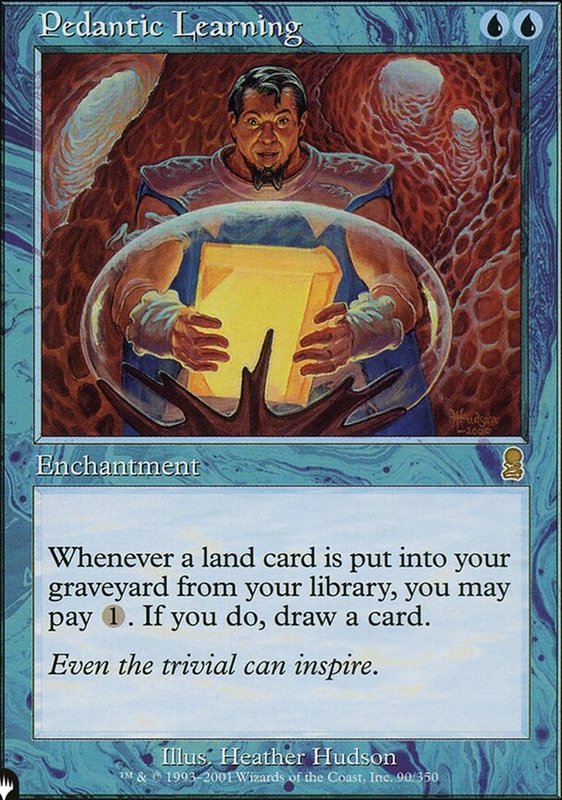 Pedantic Learning
Hudson
Enchantment
Whenever a land card is put into your
graveyard from your library, you may
pay 1. If you do, draw a card.
Even the trivial can inspire.
Illus. Heather Hudson
™ & © 1993-2001 Wizards of the Coast, Inc. 90/350